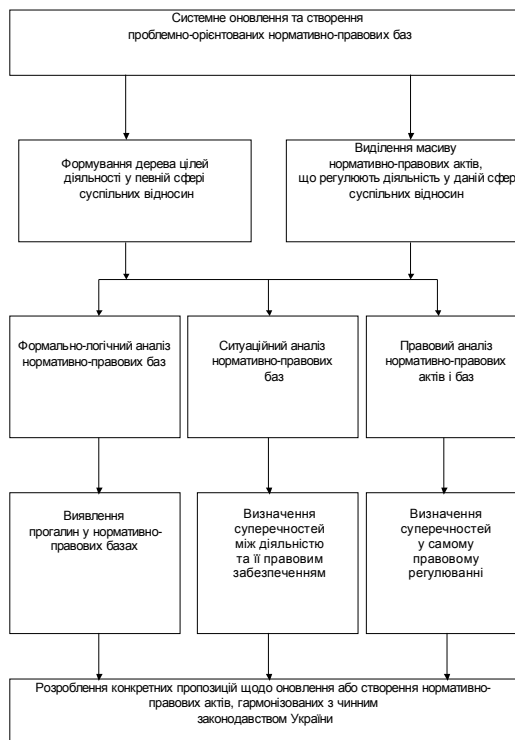 Системне оновлення та створення
проблемно-орієнтованих нормативно-правових баз
Формування дерева цілей
діяльності у певній сфері
суспільних відносин
Виділення масиву
нормативно-правових актів,
що регулюють діяльність у даній сфері
суспільних відносин
Формально-логічний аналіз
нормативно-правових баз
Ситуаційний аналіз
нормативно-правових
баз
Правовий аналіз
нормативно-правових
актів і баз
Виявлення
прогалин у нормативно-
правових базах
Визначення
суперечностей
між діяльністю
та її правовим
забезпеченням
Визначення
суперечностей
у самому
правовому
регулюванні
Розроблення конкретних пропозицій щодо оновлення або створення нормативно-
правових актів, гармонізованих з чинним
законодавством України